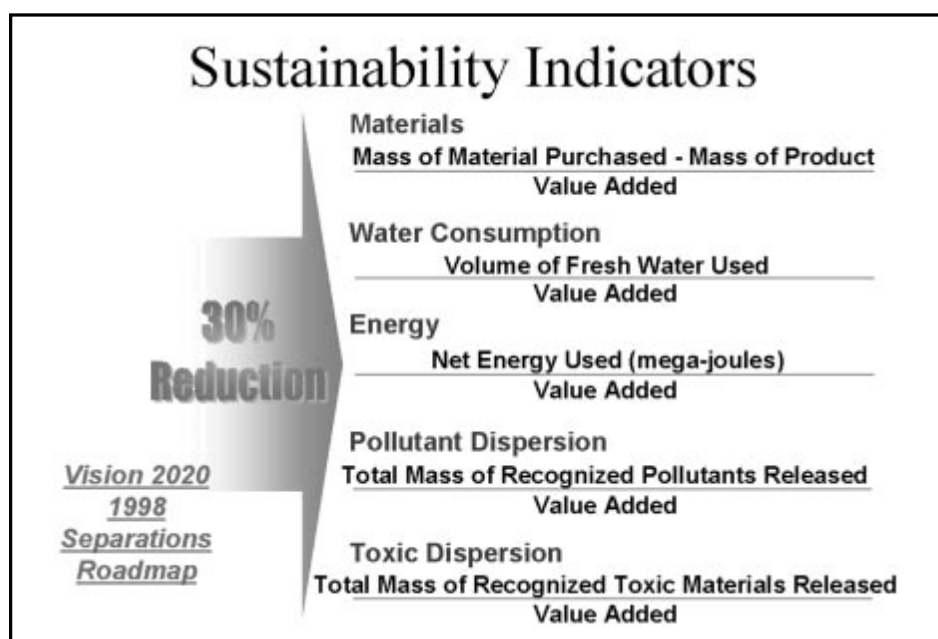 Sustainability Indicators
Materials
Mass of Material Purchased - Mass of Product
Value Added
Water Consumption
Volume of Fresh Water Used
Value Added
30%
Reduction
Energy
Net Energy Used (mega-joules)
Value Added
Pollutant Dispersion
Total Mass of Recognized Pollutants Released
Value Added
Vision 2020
1998
Separations
Roadmap
Toxic Dispersion
Total Mass of Recognized Toxic Materials Released
Value Added